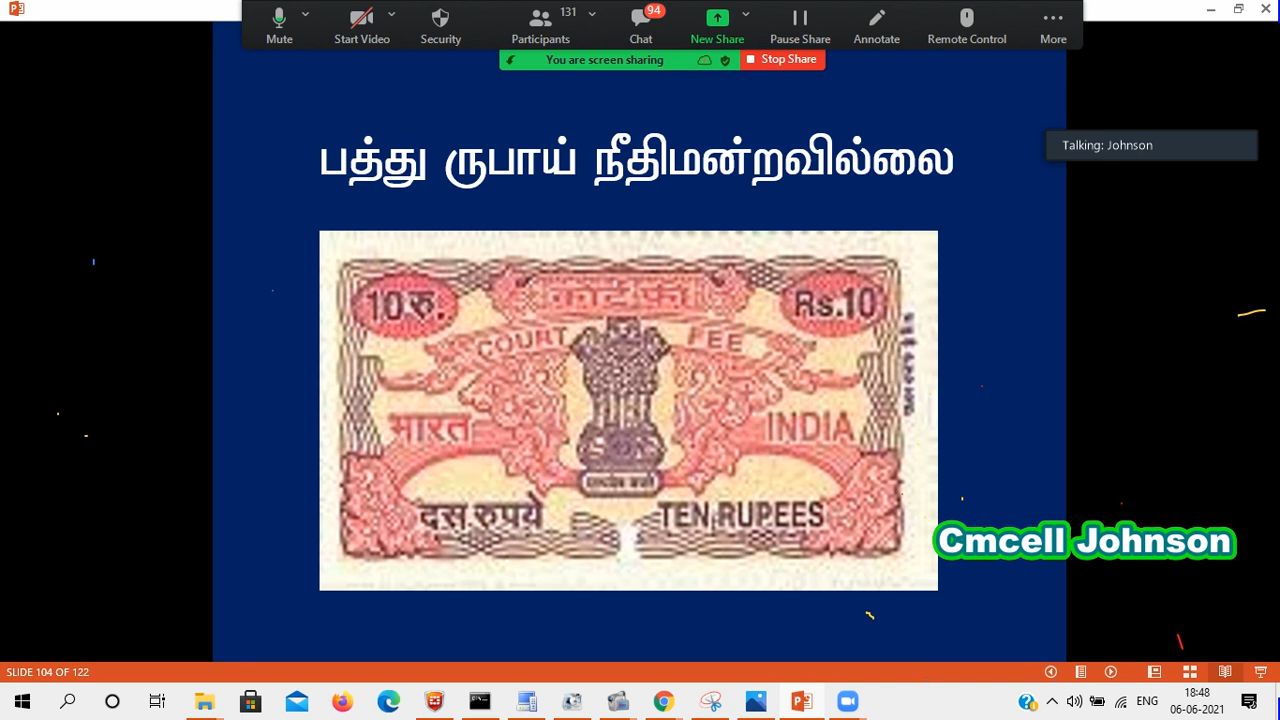 131
94
Mute
Start Video
Security
Participants
Chat
New Share
Pause Share
Annotate
Remote Control
More
You are screen sharing
Stop Share
Talking: Johnson
பத்து ரூபாய் நீதிமன்றவில்லை
10 रु.
कोर्ट फी
Rs.10
COURT FEE
भारत
INDIA
दस रुपये
TEN RUPEES
Cmcell Johnson
SLIDE 104 OF 122
ENG
18:48
06-06-2021